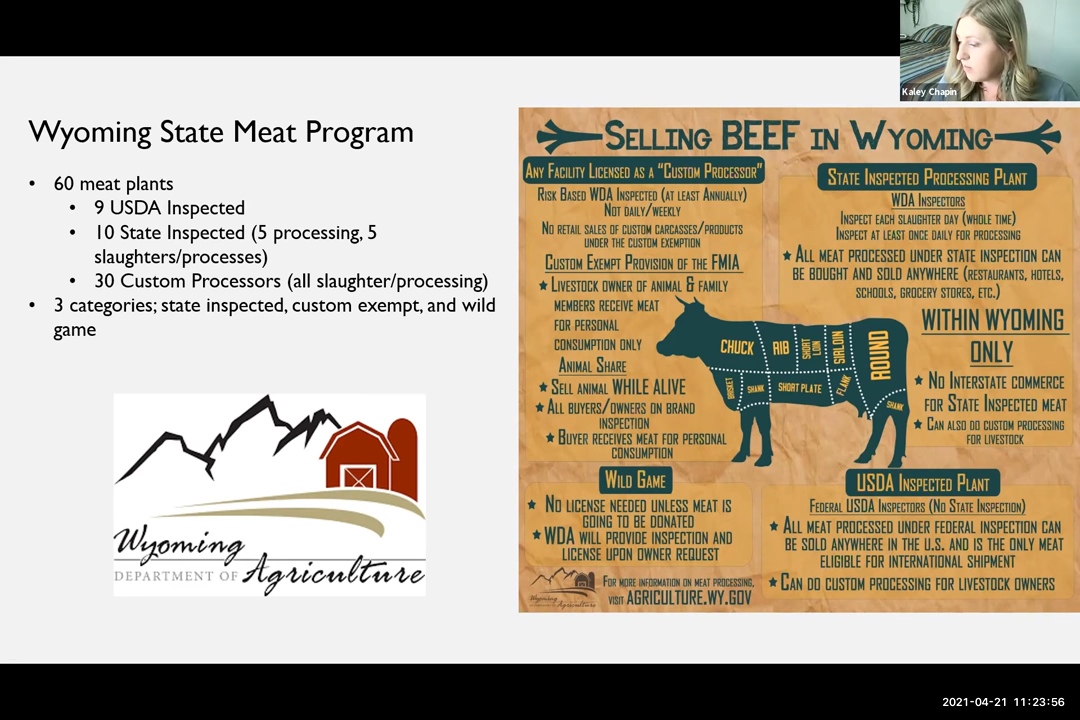 Kaley Chapin
Wyoming State Meat Program
• 60 meat plants
• 9 USDA Inspected
• 10 State Inspected (5 processing, 5
slaughters/processes)
• 30 Custom Processors (all slaughter/processing)
• 3 categories; state inspected, custom exempt, and wild
game
Wyoming
DEPARTMENT OF Agriculture
SELLING BEEF IN WYOMING
ANY FACILITY LICENSED AS A "CUSTOM PROCESSOR"
RISK BASED WDA INSPECTED (AT LEAST ANNUALLY)
NOT DAILY/WEEKLY
NO RETAIL SALES OF CUSTOM CARCASSES/PRODUCTS
UNDER THE CUSTOM EXEMPTION
CUSTOM EXEMPT PROVISION OF THE FMIA
★ LIVESTOCK OWNER OF ANIMAL & FAMILY
MEMBERS RECEIVE MEAT
FOR PERSONAL
CONSUMPTION ONLY
ANIMAL SHARE
★ SELL ANIMAL WHILE ALIVE
★ ALL BUYERS/OWNERS ON BRAND
INSPECTION
★ BUYER RECEIVES MEAT FOR PERSONAL
CONSUMPTION
STATE INSPECTED PROCESSING PLANT
WDA INSPECTORS
INSPECT EACH SLAUGHTER DAY (WHOLE TIME)
INSPECT AT LEAST ONCE DAILY FOR PROCESSING
★ ALL MEAT PROCESSED UNDER STATE INSPECTION CAN
BE BOUGHT AND SOLD ANYWHERE (RESTAURANTS, HOTELS,
SCHOOLS, GROCERY STORES, ETC.)
WITHIN WYOMING
ONLY
★ NO INTERSTATE COMMERCE
FOR STATE INSPECTED MEAT
★ CAN ALSO DO CUSTOM PROCESSING
FOR LIVESTOCK
CHUCK
RIB
SHORT
LOIN
SIRLOIN
ROUND
BRISKET
SHANK
SHORT PLATE
FLANK
SHANK
WILD GAME
★ NO LICENSE NEEDED UNLESS MEAT IS
GOING TO BE DONATED
★ WDA WILL PROVIDE INSPECTION AND
LICENSE UPON OWNER REQUEST
FOR MORE INFORMATION ON MEAT PROCESSING,
VISIT AGRICULTURE.WY.GOV
USDA INSPECTED PLANT
FEDERAL USDA INSPECTORS (NO STATE INSPECTION)
★ ALL MEAT PROCESSED UNDER FEDERAL INSPECTION CAN
BE SOLD ANYWHERE IN THE U.S. AND IS THE ONLY MEAT
ELIGIBLE FOR INTERNATIONAL SHIPMENT
★ CAN DO CUSTOM PROCESSING FOR LIVESTOCK OWNERS
2021-04-21 11:23:56